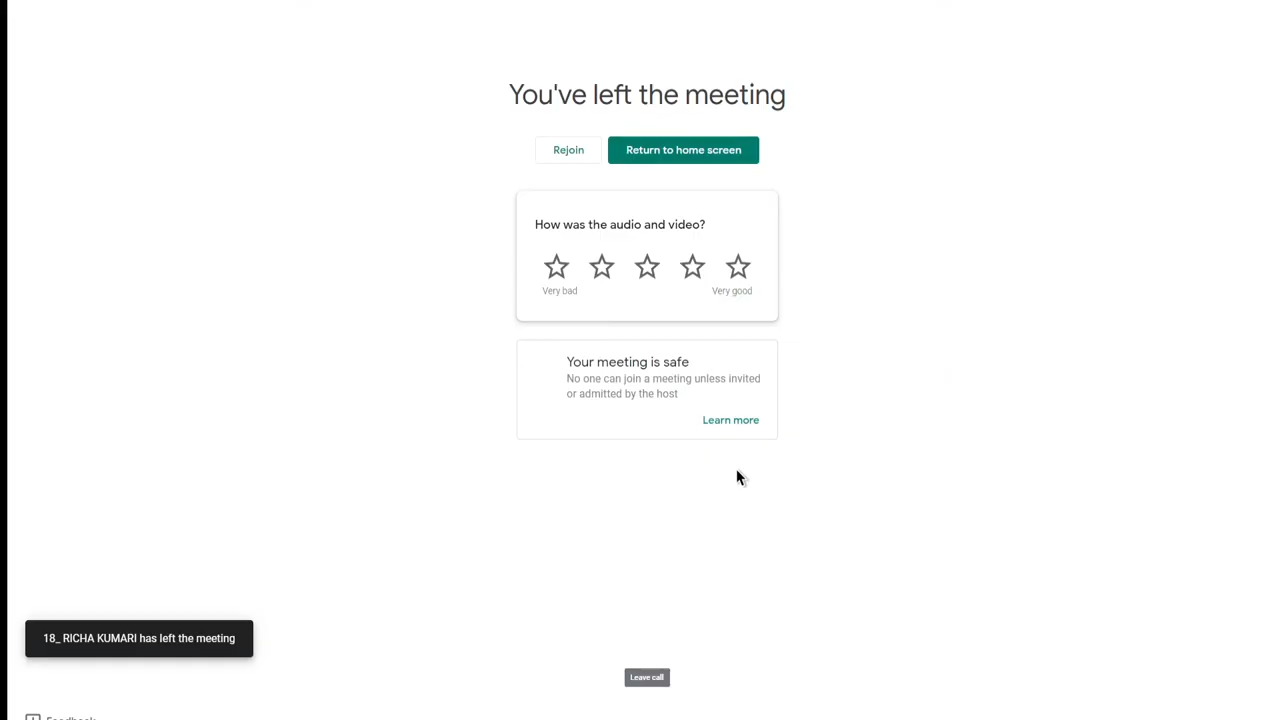 You've left the meeting
Rejoin
Return to home screen
How was the audio and video?
Very bad
Very good
Your meeting is safe
No one can join a meeting unless invited
or admitted by the host
Learn more
18_ RICHA KUMARI has left the meeting
Leave call
Feedback